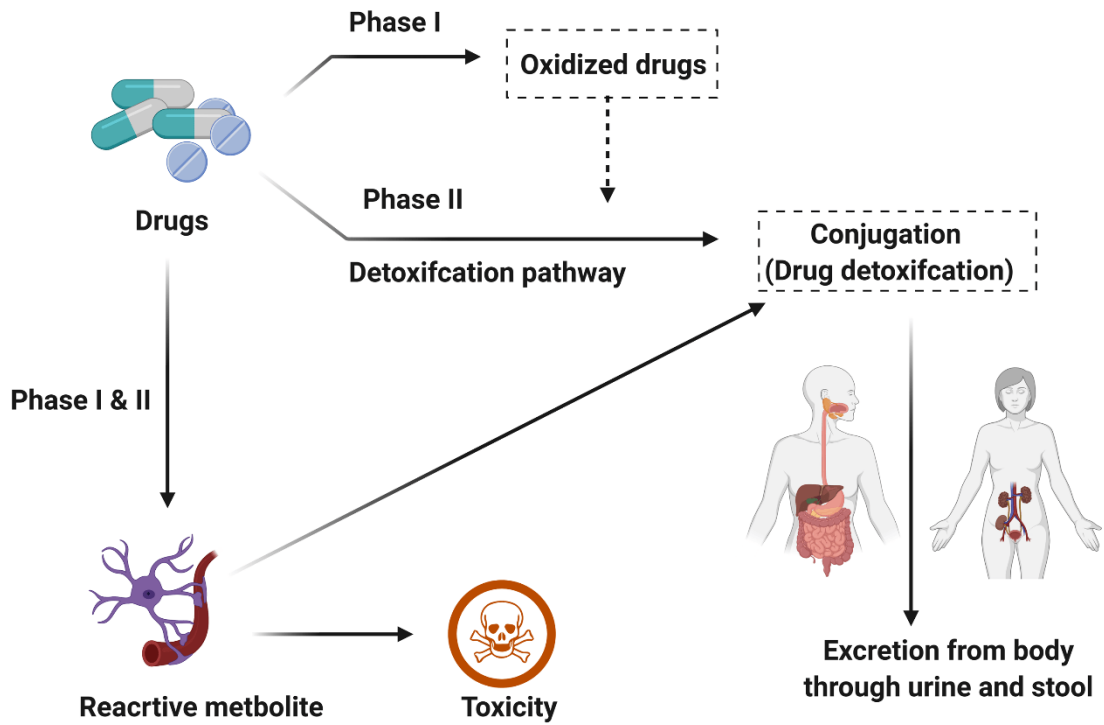 Phase I
Oxidized drugs
Drugs
Phase II
Detoxifcation pathway
Conjugation
(Drug detoxifcation)
Phase I & II
Reacrtive metbolite
Toxicity
Excretion from body
through urine and stool